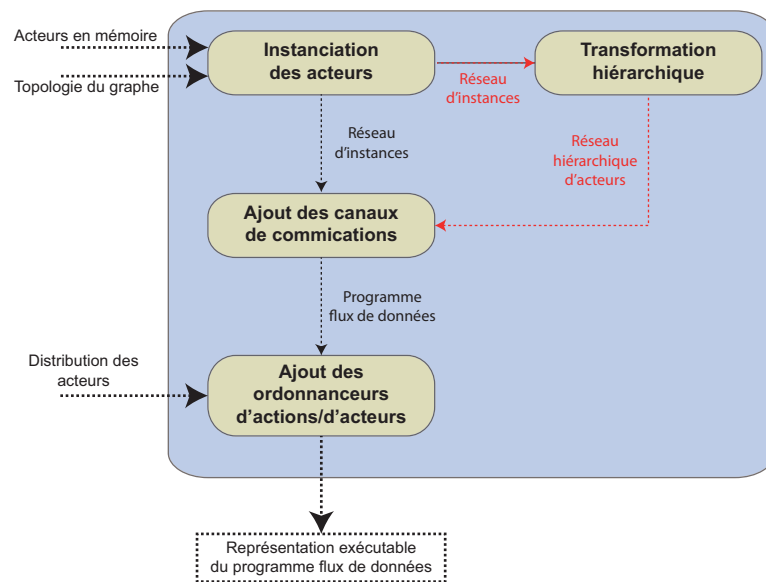 Acteurs en mémoire
Topologie du graphe
Instanciation
des acteurs
Réseau
d'instances
Transformation
hiérarchique
Réseau
d'instances
Réseau
hiérarchique
d'acteurs
Ajout des canaux
de commications
Programme
flux de données
Distribution des
acteurs
Ajout des
ordonnanceurs
d'actions/d'acteurs
Représentation exécutable
du programme flux de données